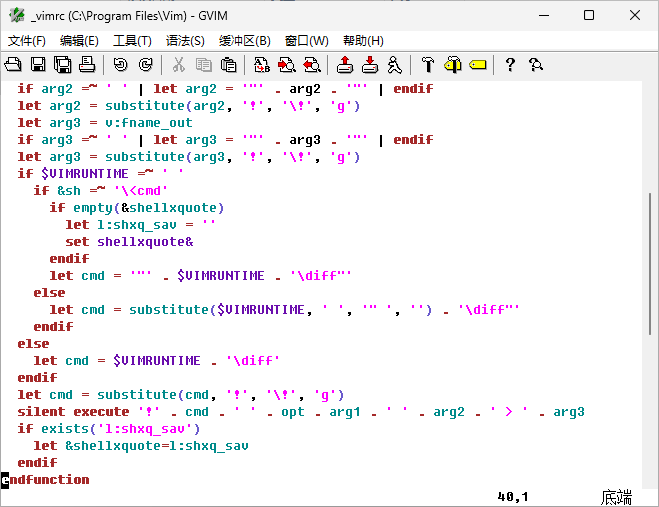 _vimrc (C:\Program Files\Vim) - GVIM
文件(F) 编辑(E) 工具(T) 语法(S) 缓冲区(B) 窗口(W) 帮助(H)
  if arg2 =~ ' ' | let arg2 = '"' . arg2 . '"' | endif
  let arg2 = substitute(arg2, '!', '\!', 'g')
  let arg3 = v:fname_out
  if arg3 =~ ' ' | let arg3 = '"' . arg3 . '"' | endif
  let arg3 = substitute(arg3, '!', '\!', 'g')
  if $VIMRUNTIME =~ ' '
    if &sh =~ '\<cmd'
      if empty(&shellxquote)
        let l:shxq_sav = ''
        set shellxquote&
      endif
      let cmd = '"' . $VIMRUNTIME . '\diff"'
    else
      let cmd = substitute($VIMRUNTIME, ' ', '" ', '') . '\diff"'
    endif
  else
    let cmd = $VIMRUNTIME . '\diff'
  endif
  let cmd = substitute(cmd, '!', '\!', 'g')
  silent execute '!' . cmd . ' ' . opt . arg1 . ' ' . arg2 . ' > ' . arg3
  if exists('l:shxq_sav')
    let &shellxquote=l:shxq_sav
  endif
endfunction
40,1 底端